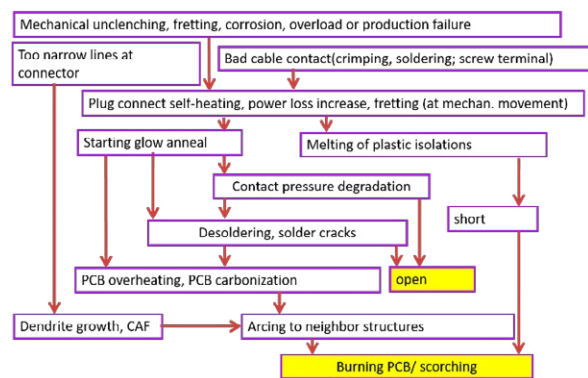 Mechanical unclenching, fretting, corrosion, overload or production failure
Too narrow lines at
connector
Bad cable contact(crimping, soldering; screw terminal)
Plug connect self-heating, power loss increase, fretting (at mechan. movement)
Starting glow anneal
Melting of plastic isolations
Contact pressure degradation
short
Desoldering, solder cracks
PCB overheating, PCB carbonization
open
Dendrite growth, CAF
Arcing to neighbor structures
Burning PCB/ scorching